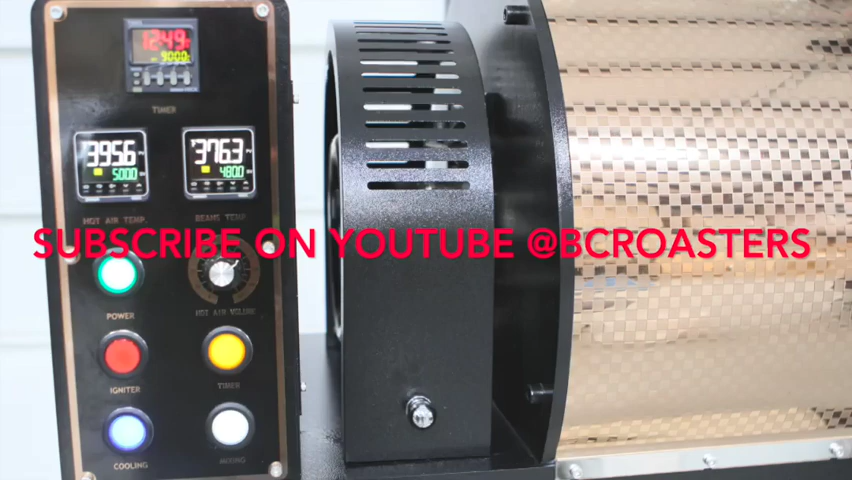 12:49
9000
TIMER
395.6
500.0
376.3
480.0
HOT AIR TEMP.
BEANS TEMP
SUBSCRIBE ON YOUTUBE @BCROASTERS
HOT AIR VOLUME
POWER
IGNITER
TIMER
COOLING
MIXING